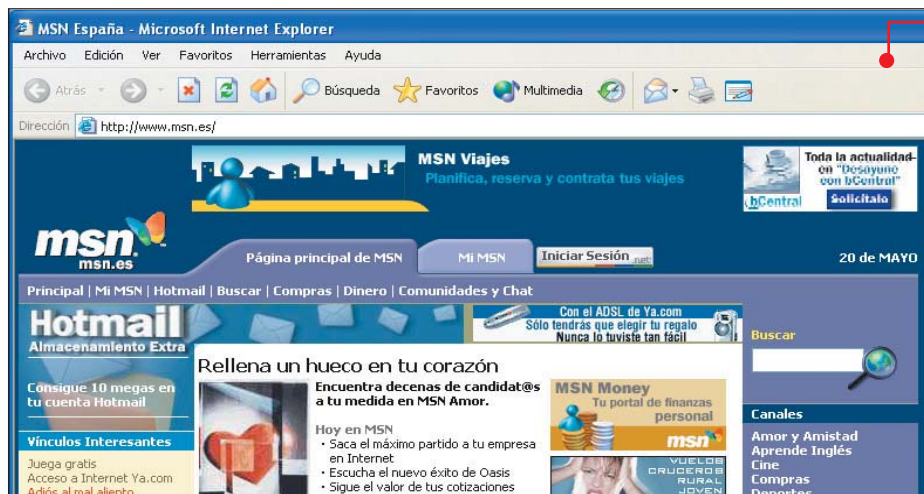 MSN España - Microsoft Internet Explorer
Archivo Edición Ver Favoritos Herramientas Ayuda
Atrás Búsqueda Favoritos Multimedia
Dirección http://www.msn.es/
MSN Viajes
Planifica, reserva y contrata tus viajes
Toda la actualidad
en "Desayuno
con bCentral"
bCentral
Solicítalo
msn
msn.es
Página principal de MSN
Mi MSN
Iniciar Sesión .net
20 de MAYO
Principal | Mi MSN | Hotmail | Buscar | Compras | Dinero | Comunidades y Chat
Hotmail
Almacenamiento Extra
Consigue 10 megas en
tu cuenta Hotmail
Vínculos Interesantes
Juega gratis
Acceso a Internet Ya.com
Adiós al mal aliento
Con el ADSL de Ya.com
Sólo tendrás que elegir tu regalo
Nunca lo tuviste tan fácil
Rellena un hueco en tu corazón
Encuentra decenas de candidat@s
a tu medida en MSN Amor.
Hoy en MSN
· Saca el máximo partido a tu empresa
en Internet
· Escucha el nuevo éxito de Oasis
· Sigue el valor de tus cotizaciones
MSN Money
Tu portal de finanzas
personal
msn
VUELOS
CRUCEROS
RURAL
JOVEN
Buscar
Canales
Amor y Amistad
Aprende Inglés
Cine
Compras
Deportes